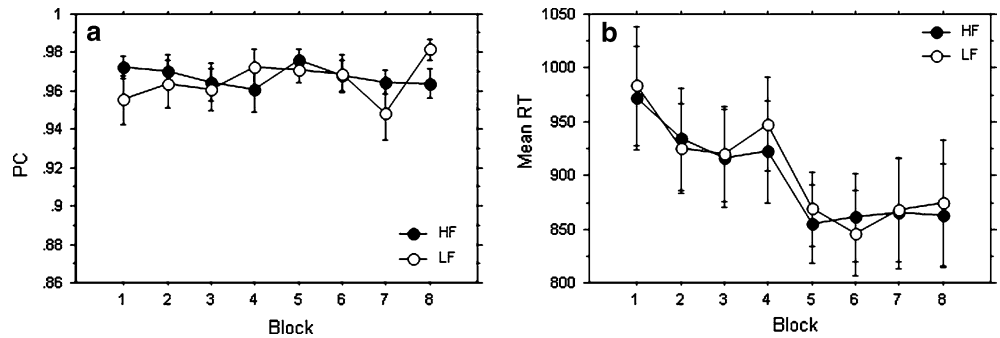 a
1
.98
.96
.94
.92
.9
.88
.86
PC
HF
LF
1 2 3 4 5 6 7 8
Block
b
1050
1000
950
900
850
800
Mean RT
HF
LF
1 2 3 4 5 6 7 8
Block